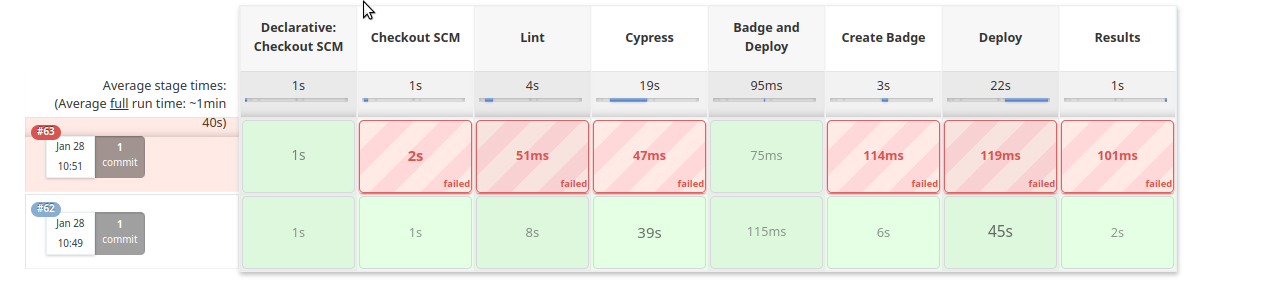 Declarative:
Checkout SCM
Checkout SCM
Lint
Cypress
Badge and
Deploy
Create Badge
Deploy
Results
Average stage times:
(Average full run time: ~1min
40s)
1s
1s
4s
19s
95ms
3s
22s
1s
#63
Jan 28
10:51
1
commit
1s
2s
failed
51ms
failed
47ms
failed
75ms
114ms
failed
119ms
failed
101ms
failed
#62
Jan 28
10:49
1
commit
1s
1s
8s
39s
115ms
6s
45s
2s